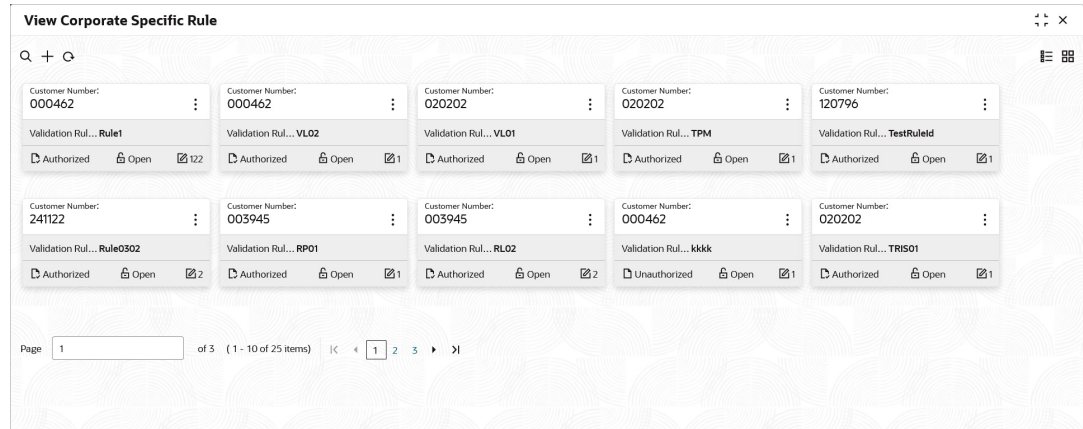 View Corporate Specific Rule
Customer Number:
000462
Validation Rul... Rule1
Authorized Open 122
Customer Number:
000462
Validation Rul... VL02
Authorized Open 1
Customer Number:
020202
Validation Rul... VL01
Authorized Open 1
Customer Number:
020202
Validation Rul... TPM
Authorized Open 1
Customer Number:
120796
Validation Rul... TestRuleId
Authorized Open 1
Customer Number:
241122
Validation Rul... Rule0302
Authorized Open 2
Customer Number:
003945
Validation Rul... RP01
Authorized Open 1
Customer Number:
003945
Validation Rul... RL02
Authorized Open 2
Customer Number:
000462
Validation Rul... kkkk
Unauthorized Open 1
Customer Number:
020202
Validation Rul... TRIS01
Authorized Open 1
Page 1 of 3 ( 1 - 10 of 25 items) 1 2 3